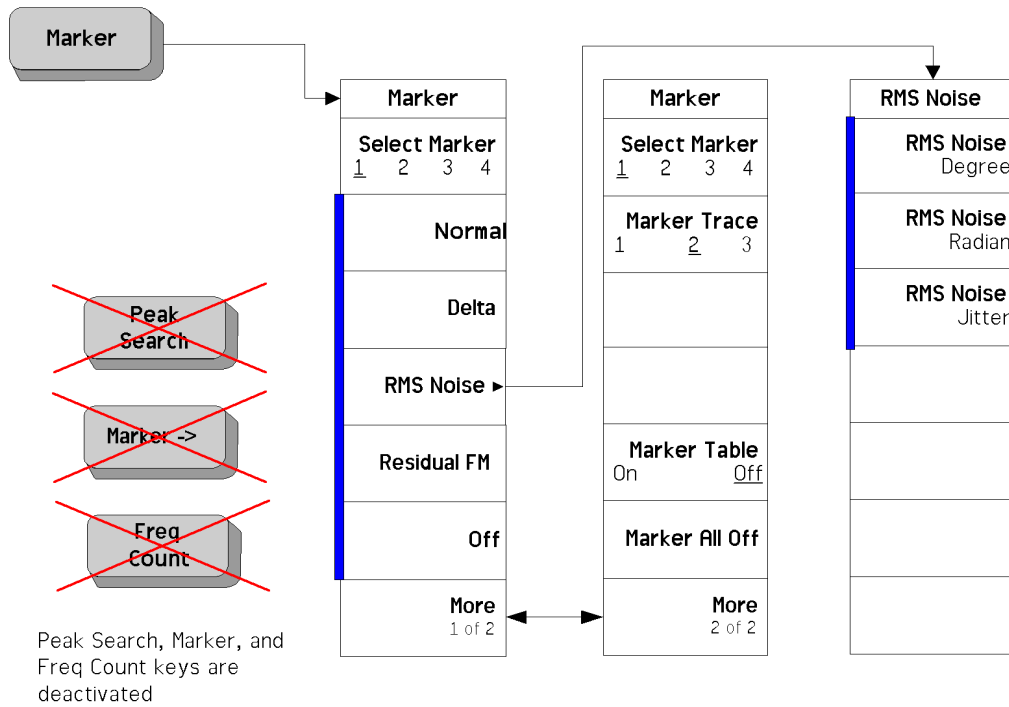 Marker
Marker
Select Marker
1 2 3 4
Normal
Delta
RMS Noise
Residual FM
Off
More
1 of 2
Marker
Select Marker
1 2 3 4
Marker Trace
1 2 3
Marker Table
On Off
Marker All Off
More
2 of 2
RMS Noise
RMS Noise
Degree
RMS Noise
Radian
RMS Noise
Jitter
Peak
Search
Marker ->
Freq
Count
Peak Search, Marker, and
Freq Count keys are
deactivated